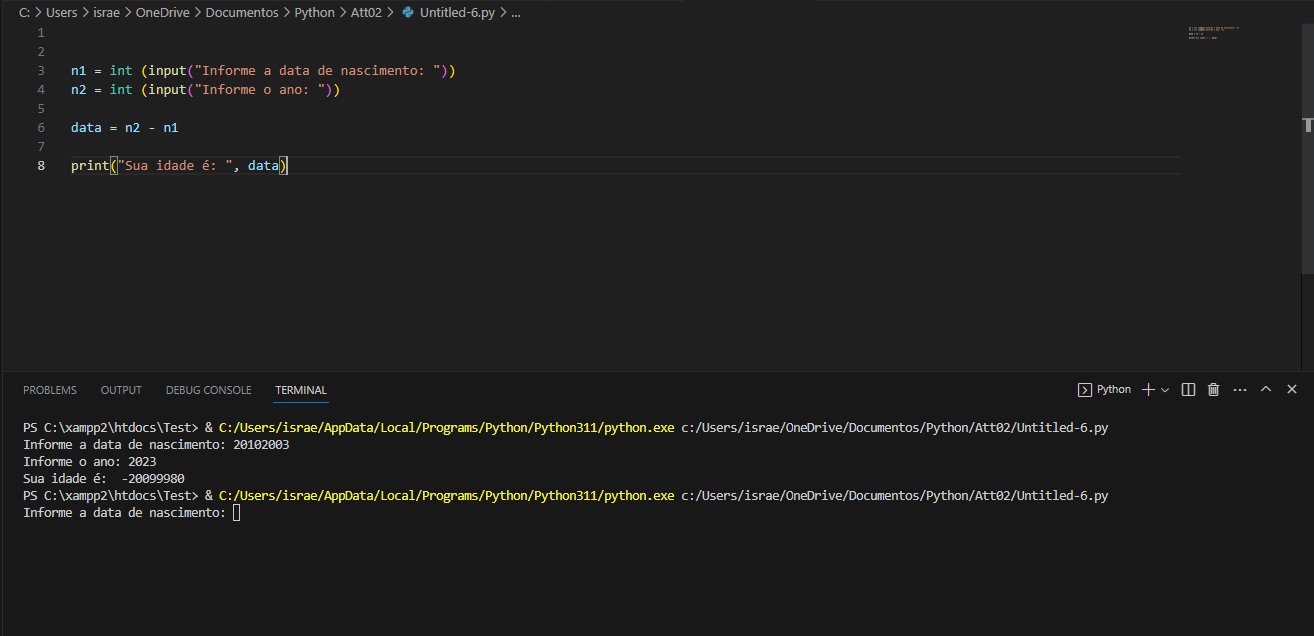 C: > Users > israe > OneDrive > Documentos > Python > Att02 > Untitled-6.py > ...
1
2
3 n1 = int (input("Informe a data de nascimento: "))
4 n2 = int (input("Informe o ano: "))
5
6 data = n2 - n1
7
8 print("Sua idade é: ", data)
PROBLEMS OUTPUT DEBUG CONSOLE TERMINAL Python
PS C:\xampp2\htdocs\Test> & C:/Users/israe/AppData/Local/Programs/Python/Python311/python.exe c:/Users/israe/OneDrive/Documentos/Python/Att02/Untitled-6.py
Informe a data de nascimento: 20102003
Informe o ano: 2023
Sua idade é:  -20099980
PS C:\xampp2\htdocs\Test> & C:/Users/israe/AppData/Local/Programs/Python/Python311/python.exe c:/Users/israe/OneDrive/Documentos/Python/Att02/Untitled-6.py
Informe a data de nascimento: